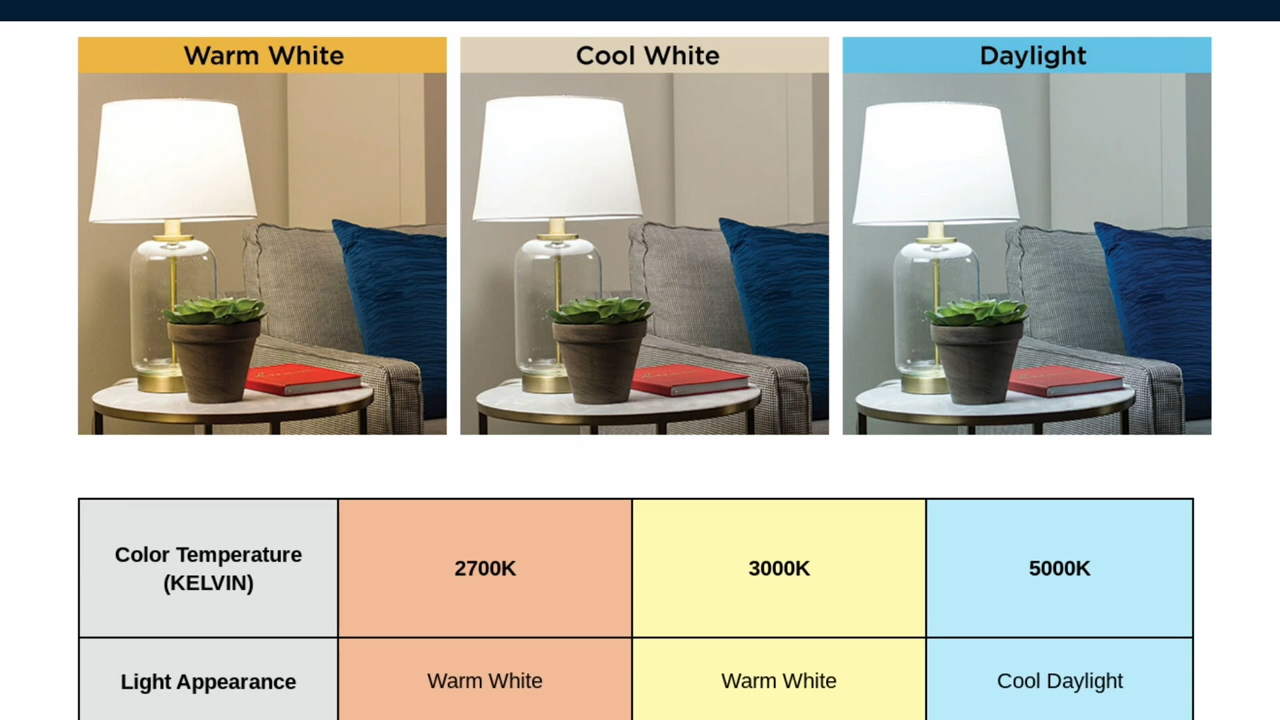 Warm White
Cool White
Daylight
Color Temperature
(KELVIN)
2700K
3000K
5000K
Light Appearance
Warm White
Warm White
Cool Daylight